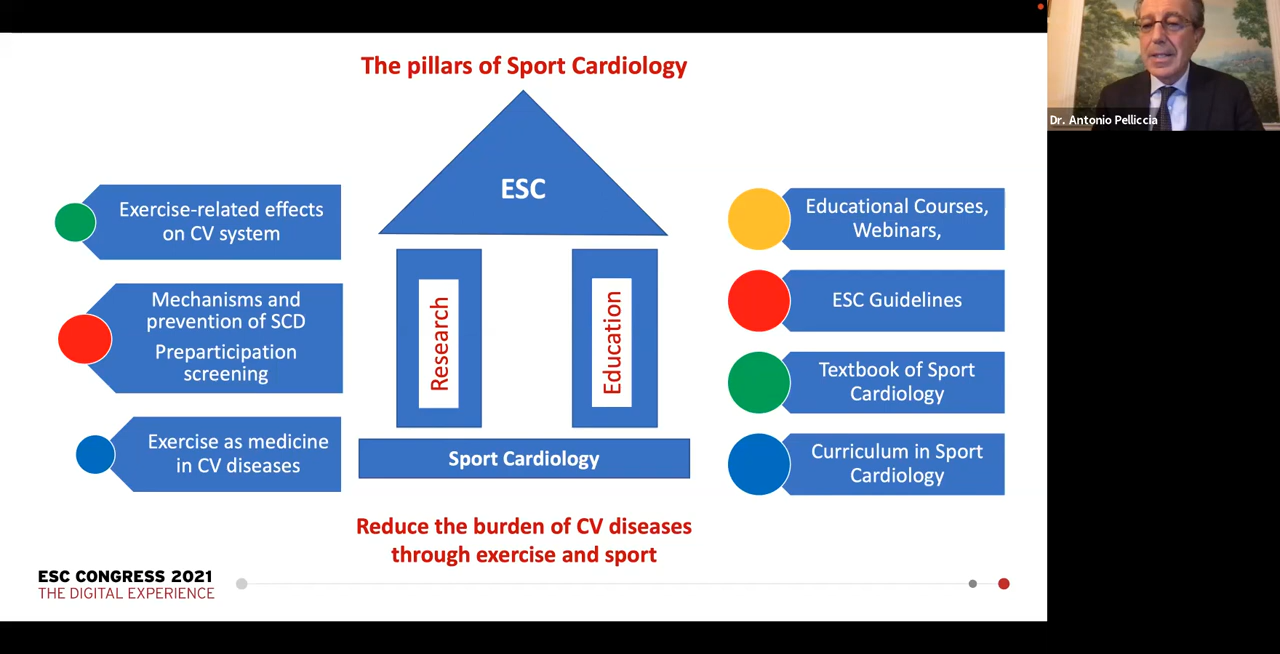 The pillars of Sport Cardiology
Dr. Antonio Pelliccia
ESC
Exercise-related effects
on CV system
Mechanisms and
prevention of SCD
Preparticipation
screening
Exercise as medicine
in CV diseases
Research
Education
Educational Courses,
Webinars,
ESC Guidelines
Textbook of Sport
Cardiology
Curriculum in Sport
Cardiology
Sport Cardiology
Reduce the burden of CV diseases
through exercise and sport
ESC CONGRESS 2021
THE DIGITAL EXPERIENCE